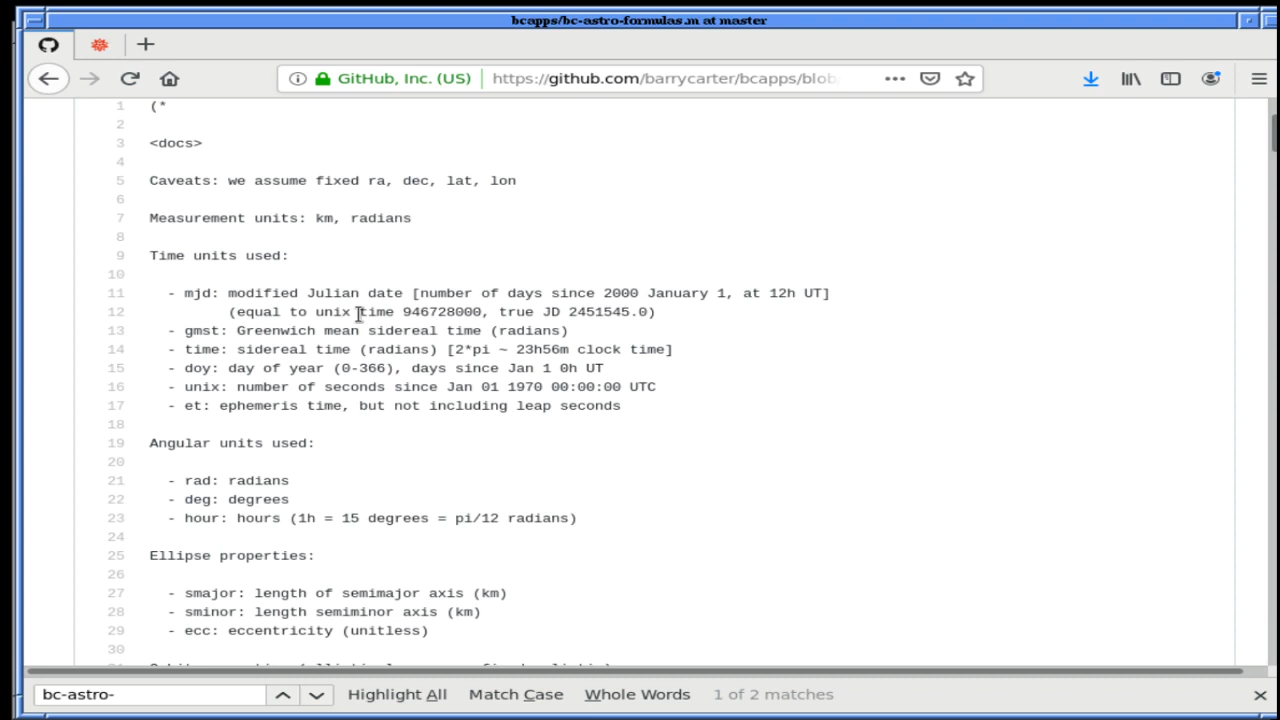 bcapps/bc-astro-formulas.m at master
GitHub, Inc. (US) https://github.com/barrycarter/bcapps/blob
1 (*
2
3 <docs>
4
5 Caveats: we assume fixed ra, dec, lat, lon
6
7 Measurement units: km, radians
8
9 Time units used:
10
11 - mjd: modified Julian date [number of days since 2000 January 1, at 12h UT]
12 (equal to unix time 946728000, true JD 2451545.0)
13 - gmst: Greenwich mean sidereal time (radians)
14 - time: sidereal time (radians) [2*pi ~ 23h56m clock time]
15 - doy: day of year (0-366), days since Jan 1 0h UT
16 - unix: number of seconds since Jan 01 1970 00:00:00 UTC
17 - et: ephemeris time, but not including leap seconds
18
19 Angular units used:
20
21 - rad: radians
22 - deg: degrees
23 - hour: hours (1h = 15 degrees = pi/12 radians)
24
25 Ellipse properties:
26
27 - smajor: length of semimajor axis (km)
28 - sminor: length semiminor axis (km)
29 - ecc: eccentricity (unitless)
30
bc-astro- Highlight All Match Case Whole Words 1 of 2 matches